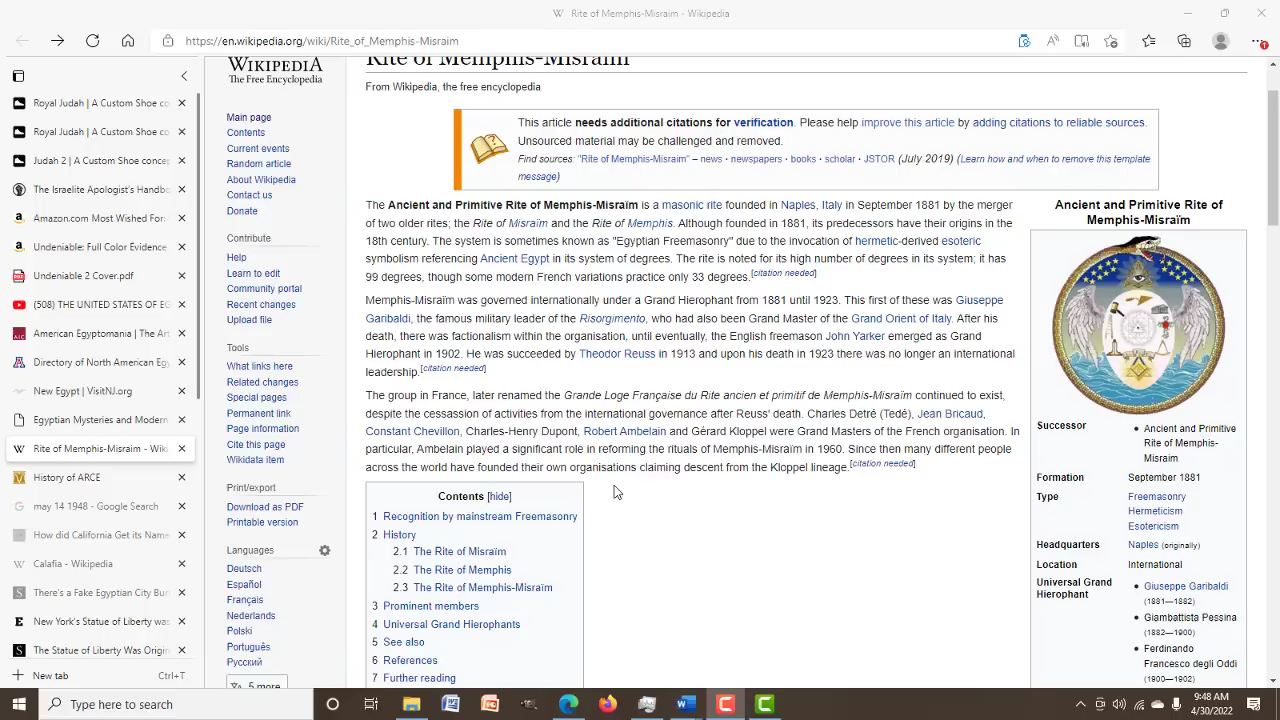 Rite of Memphis-Misraim - Wikipedia
https://en.wikipedia.org/wiki/Rite_of_Memphis-Misraim
Royal Judah | A Custom Shoe co
Royal Judah | A Custom Shoe co
Judah 2 | A Custom Shoe concep
The Israelite Apologist's Handbo
Amazon.com Most Wished For:
Undeniable: Full Color Evidence
Undeniable 2 Cover.pdf
(508) THE UNITED STATES OF EG
American Egyptomania | The Art
Directory of North American Egy
New Egypt | VisitNJ.org
Egyptian Mysteries and Modern
Rite of Memphis-Misraim - Wiki
History of ARCE
may 14 1948 - Google Search
How did California Get its Name
Calafia - Wikipedia
There's a Fake Egyptian City Bur
New York's Statue of Liberty was
The Statue of Liberty Was Origin
New tab Ctrl+T
WIKIPEDIA
The Free Encyclopedia
Main page
Contents
Current events
Random article
About Wikipedia
Contact us
Donate
Contribute
Help
Learn to edit
Community portal
Recent changes
Upload file
Tools
What links here
Related changes
Special pages
Permanent link
Page information
Cite this page
Wikidata item
Print/export
Download as PDF
Printable version
Languages
Deutsch
Español
Français
Nederlands
Polski
Português
Русский
5 more
Rite of Memphis-Misraim
From Wikipedia, the free encyclopedia
This article needs additional citations for verification. Please help improve this article by adding citations to reliable sources.
Unsourced material may be challenged and removed.
Find sources: "Rite of Memphis-Misraim" – news · newspapers · books · scholar · JSTOR (July 2019) (Learn how and when to remove this template
message)
The Ancient and Primitive Rite of Memphis-Misraïm is a masonic rite founded in Naples, Italy in September 1881 by the merger
of two older rites; the Rite of Misraïm and the Rite of Memphis. Although founded in 1881, its predecessors have their origins in the
18th century. The system is sometimes known as "Egyptian Freemasonry" due to the invocation of hermetic-derived esoteric
symbolism referencing Ancient Egypt in its system of degrees. The rite is noted for its high number of degrees in its system; it has
99 degrees, though some modern French variations practice only 33 degrees.[citation needed]
Memphis-Misraïm was governed internationally under a Grand Hierophant from 1881 until 1923. This first of these was Giuseppe
Garibaldi, the famous military leader of the Risorgimento, who had also been Grand Master of the Grand Orient of Italy. After his
death, there was factionalism within the organisation, until eventually, the English freemason John Yarker emerged as Grand
Hierophant in 1902. He was succeeded by Theodor Reuss in 1913 and upon his death in 1923 there was no longer an international
leadership.[citation needed]
The group in France, later renamed the Grande Loge Française du Rite ancien et primitif de Memphis-Misraïm continued to exist,
despite the cessassion of activities from the international governance after Reuss' death. Charles Detré (Tedé), Jean Bricaud,
Constant Chevillon, Charles-Henry Dupont, Robert Ambelain and Gérard Kloppel were Grand Masters of the French organisation. In
particular, Ambelain played a significant role in reforming the rituals of Memphis-Misraïm in 1960. Since then many different people
across the world have founded their own organisations claiming descent from the Kloppel lineage.[citation needed]
Contents [hide]
1 Recognition by mainstream Freemasonry
2 History
2.1 The Rite of Misraïm
2.2 The Rite of Memphis
2.3 The Rite of Memphis-Misraïm
3 Prominent members
4 Universal Grand Hierophants
5 See also
6 References
7 Further reading
Ancient and Primitive Rite of
Memphis-Misraïm
Successor
Ancient and Primitive
Rite of Memphis-
Misraim
Formation September 1881
Type Freemasonry
Hermeticism
Esotericism
Headquarters Naples (originally)
Location International
Universal Grand
Hierophant
Giuseppe Garibaldi
(1881—1882)
Giambattista Pessina
(1882—1900)
Ferdinando
Francesco degli Oddi
(1900—1902)
Type here to search
9:48 AM
4/30/2022